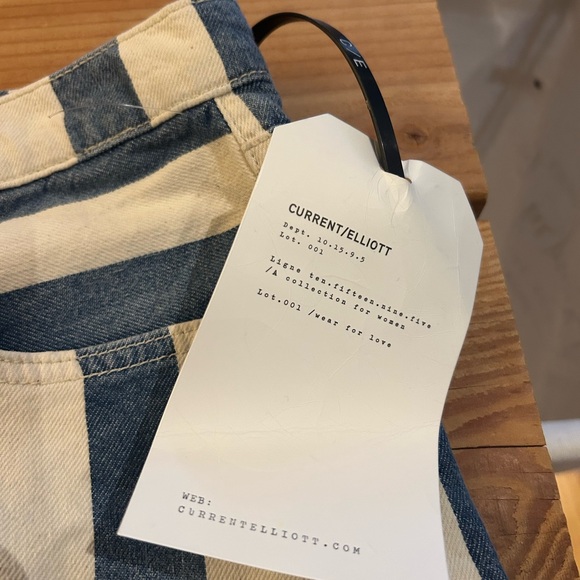 C/E
CURRENT/ELLIOTT
Dept. 10.15.9.5
Lot. 001
Ligne ten.fifteen.nine.five
/A collection for women
Lot.001 /wear for love
WEB:
CURRENTELLIOTT.COM